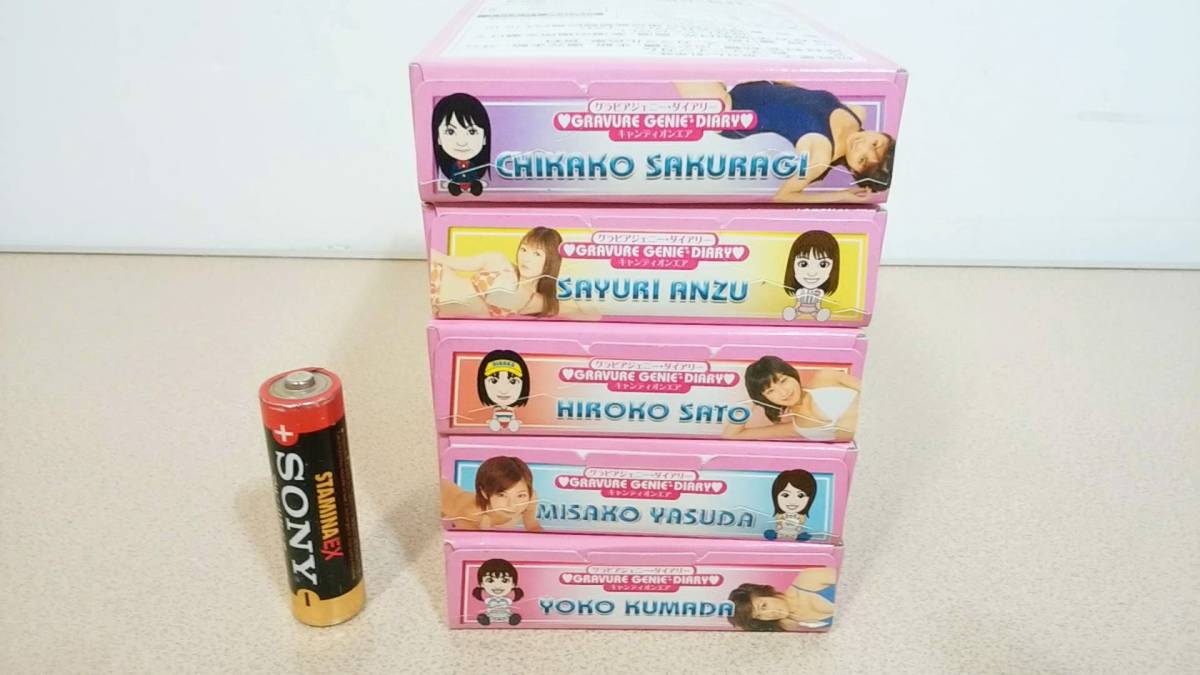 グラビアジェニー・ダイアリー
♥GRAVURE GENIE'S DIARY♥
キャンティオンエア
CHIKAKO SAKURAGI
グラビアジェニー・ダイアリー
♥GRAVURE GENIE'S DIARY♥
キャンティオンエア
SAYURI ANZU
グラビアジェニー・ダイアリー
♥GRAVURE GENIE'S DIARY♥
キャンティオンエア
HIROKO SATO
グラビアジェニー・ダイアリー
♥GRAVURE GENIE'S DIARY♥
キャンティオンエア
MISAKO YASUDA
グラビアジェニー・ダイアリー
♥GRAVURE GENIE'S DIARY♥
キャンティオンエア
YOKO KUMADA
+
SONY
STAMINA EX
-